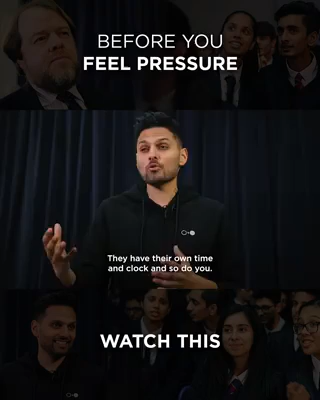 BEFORE YOU
FEEL PRESSURE
They have their own time
and clock and so do you.
WATCH THIS